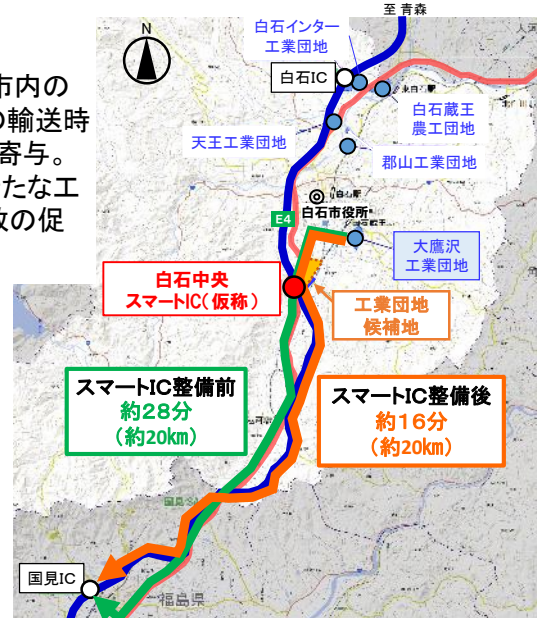 市内の
の輸送時
寄与。
たな工
致の促
N
至 青森
白石インター
工業団地
白石IC
白石蔵王
農工団地
天王工業団地
郡山工業団地
白石市役所
E4
大鷹沢
工業団地
白石中央
スマートIC(仮称)
工業団地
候補地
スマートIC整備前
約28分
(約20km)
スマートIC整備後
約16分
(約20km)
国見IC
福島県